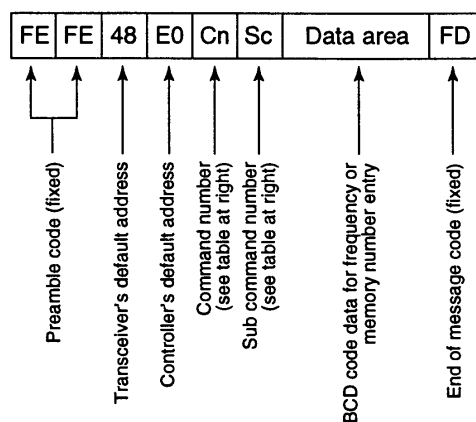 FE FE 48 E0 Cn Sc Data area FD
Preamble code (fixed)
Transceiver's default address
Controller's default address
Command number
(see table at right)
Sub command number
(see table at right)
BCD code data for frequency or
memory number entry
End of message code (fixed)